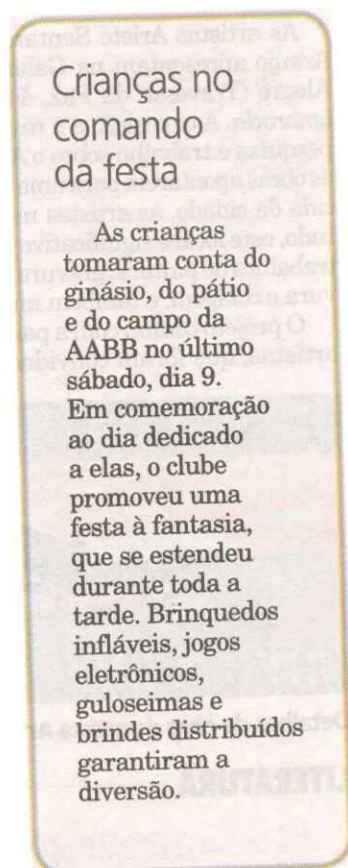 Crianças no
comando
da festa
As crianças
tomaram conta do
ginásio, do pátio
e do campo da
AABB no último
sábado, dia 9.
Em comemoração
ao dia dedicado
a elas, o clube
promoveu uma
festa à fantasia,
que se estendeu
durante toda a
tarde. Brinquedos
infláveis, jogos
eletrônicos,
guloseimas e
brindes distribuídos
garantiram a
diversão.